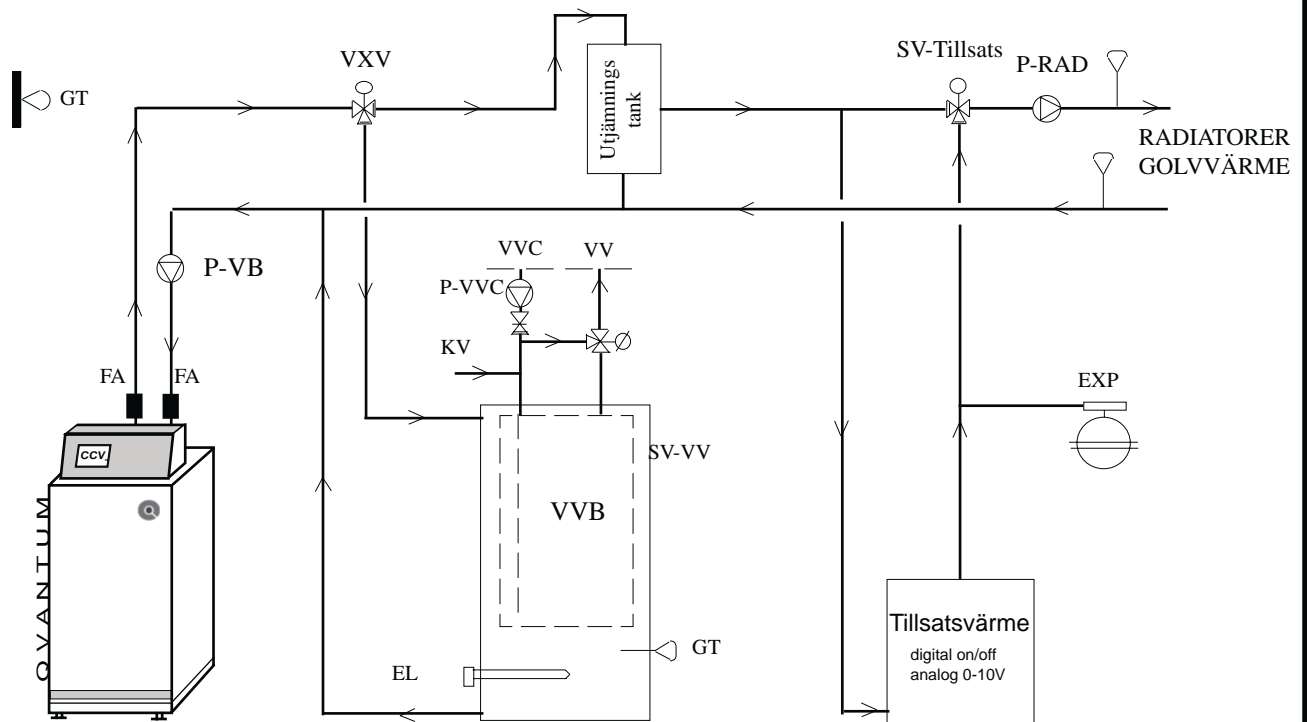 VXV
SV-Tillsats
P-RAD
GT
Utjämnings
tank
RADIATORER
GOLVVÄRME
P-VB
VVC
VV
P-VVC
KV
FA
FA
EXP
CCV
SV-VV
VVB
QVANTUM
Tillsatsvärme
digital on/off
analog 0-10V
GT
EL